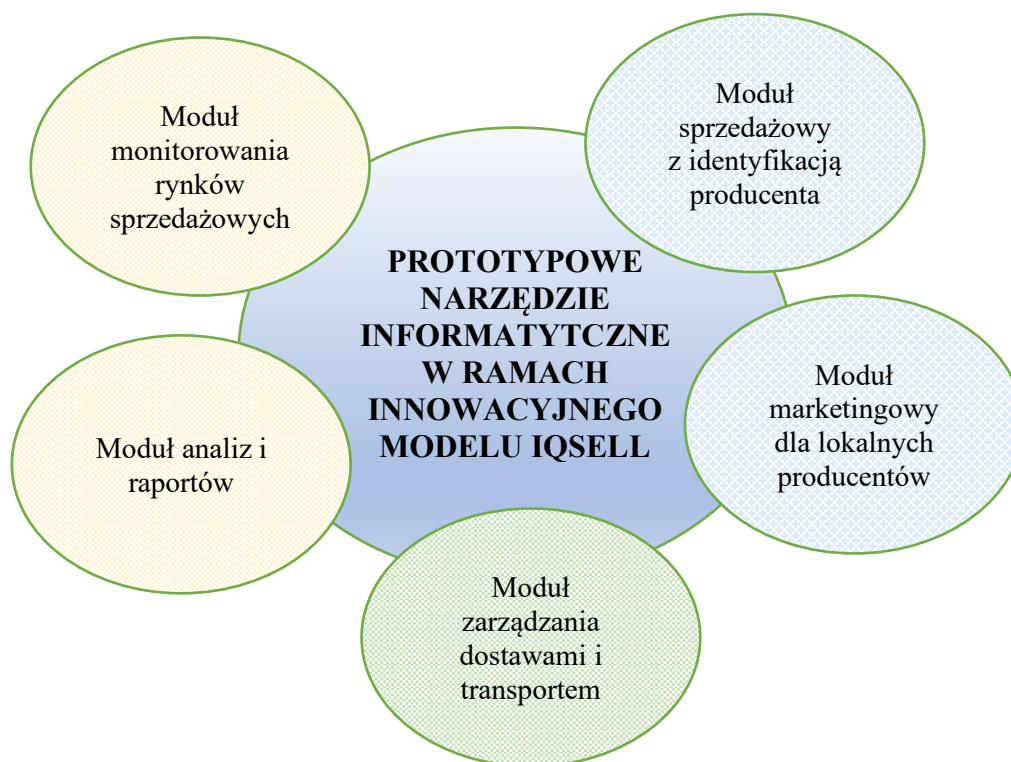 Moduł
monitorowania
rynków
sprzedażowych
Moduł
sprzedażowy
z identyfikacją
producenta
PROTOTYPOWE
NARZĘDZIE
INFORMATYTCZNE
W RAMACH
INNOWACYJNEGO
MODELU IQSELL
Moduł
marketingowy
dla lokalnych
producentów
Moduł analiz i
raportów
Moduł
zarządzania
dostawami i
transportem